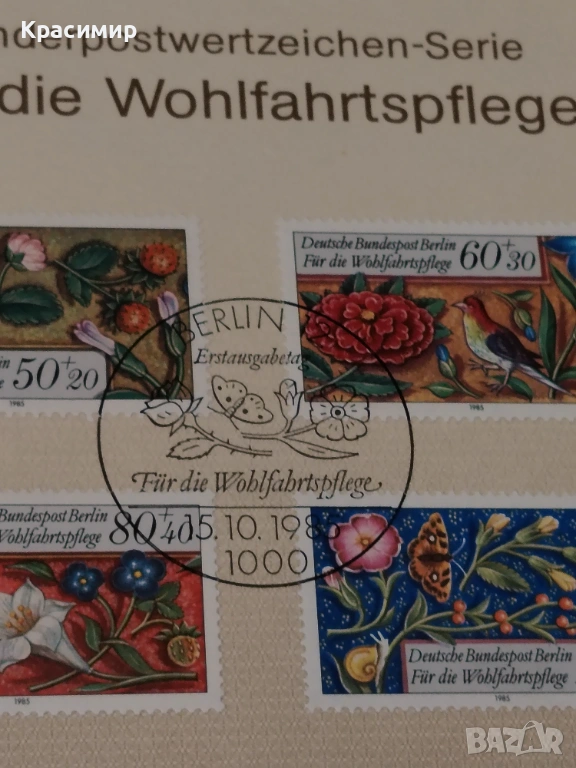 Красимир
nderpostwertzeichen-Serie
die Wohlfahrtspflege
50+20
1985
Deutsche Bundespost Berlin
Für die Wohlfahrtspflege
60+30
1985
BERLIN
Erstausgabetag
Für die Wohlfahrtspflege
15.10.198
1000
Bundespost Berlin
Wohlfahrtspflege
80+40
1985
Deutsche Bundespost Berlin
Für die Wohlfahrtspflege
1985
BAZAR